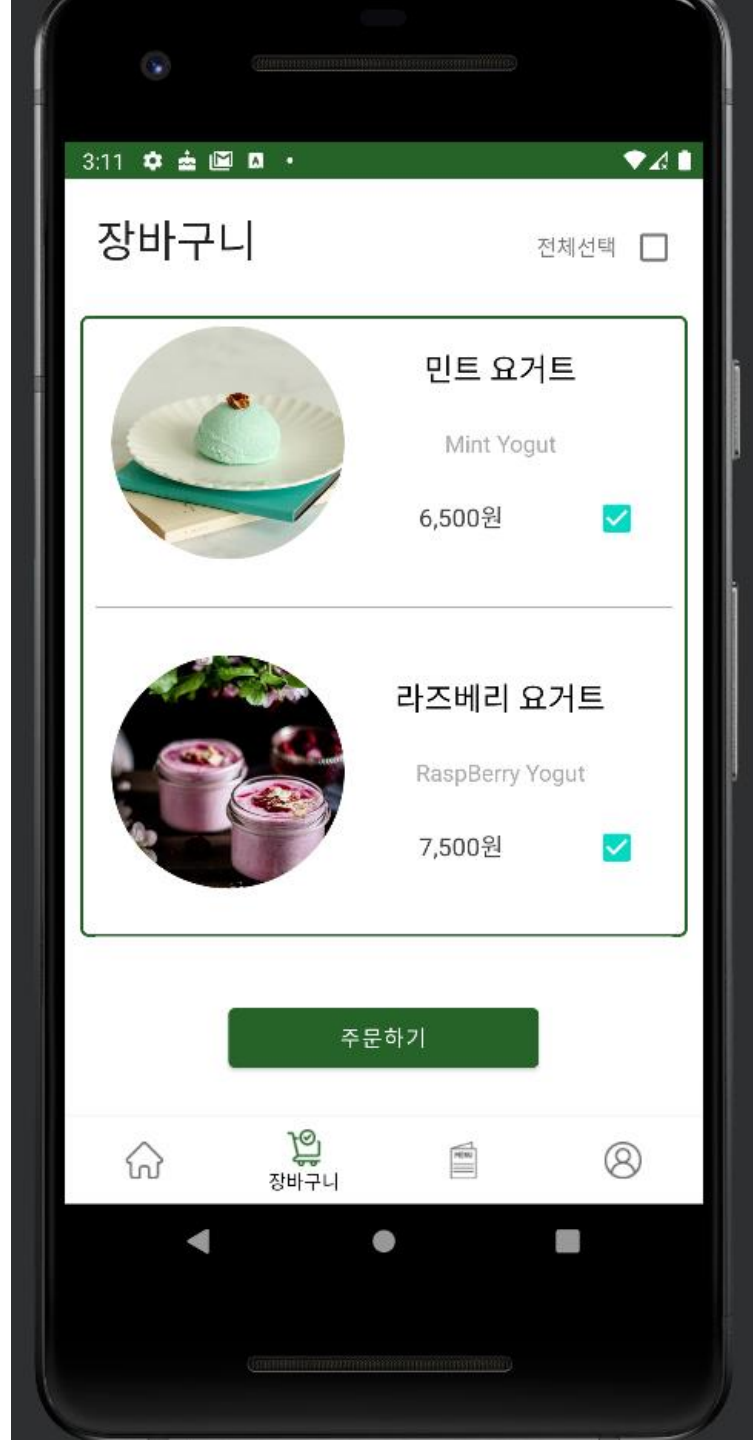 3:11
장바구니
전체선택
민트 요거트
Mint Yogut
6,500원
라즈베리 요거트
RaspBerry Yogut
7,500원
주문하기
장바구니
MENU